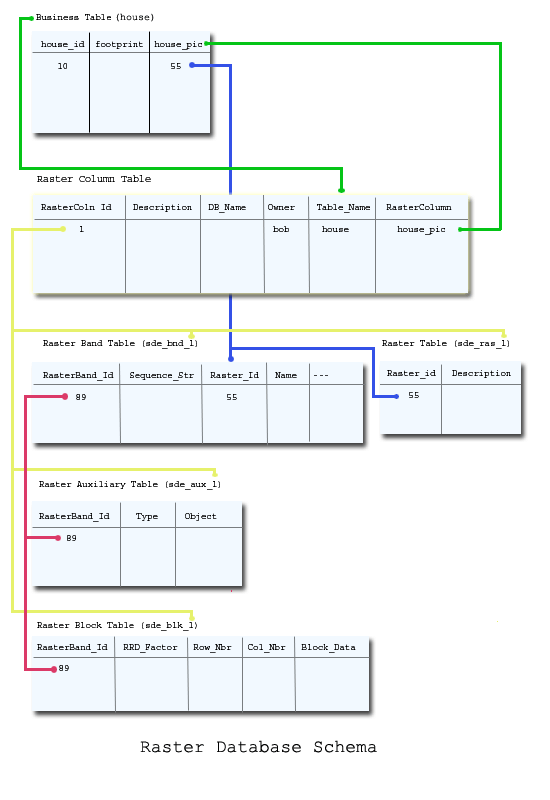 Business Table (house)
house_id footprint house_pic
10 55
Raster Column Table
RasterColn Id Description DB_Name Owner Table_Name RasterColumn
1 bob house house_pic
Raster Band Table (sde_bnd_1) Raster Table (sde_ras_1)
RasterBand_Id Sequence_Str Raster_Id Name --- Raster_id Description
89 55 55
Raster Auxiliary Table (sde_aux_1)
RasterBand_Id Type Object
89
Raster Block Table (sde_blk_1)
RasterBand_Id RRD_Factor Row_Nbr Col_Nbr Block_Data
89
Raster Database Schema